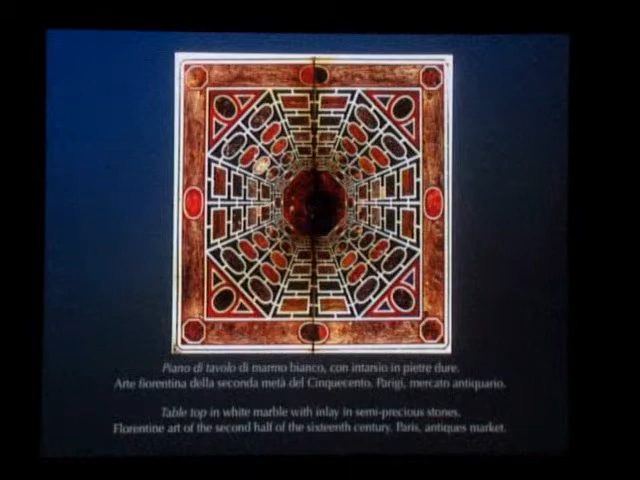 Piano di tavolo di marmo bianco, con intarsio in pietre dure.
Arte fiorentina della seconda metà del Cinquecento. Parigi, mercato antiquario.
Table top in white marble with inlay in semi-precious stones.
Florentine art of the second half of the sixteenth century. Paris, antiques market.